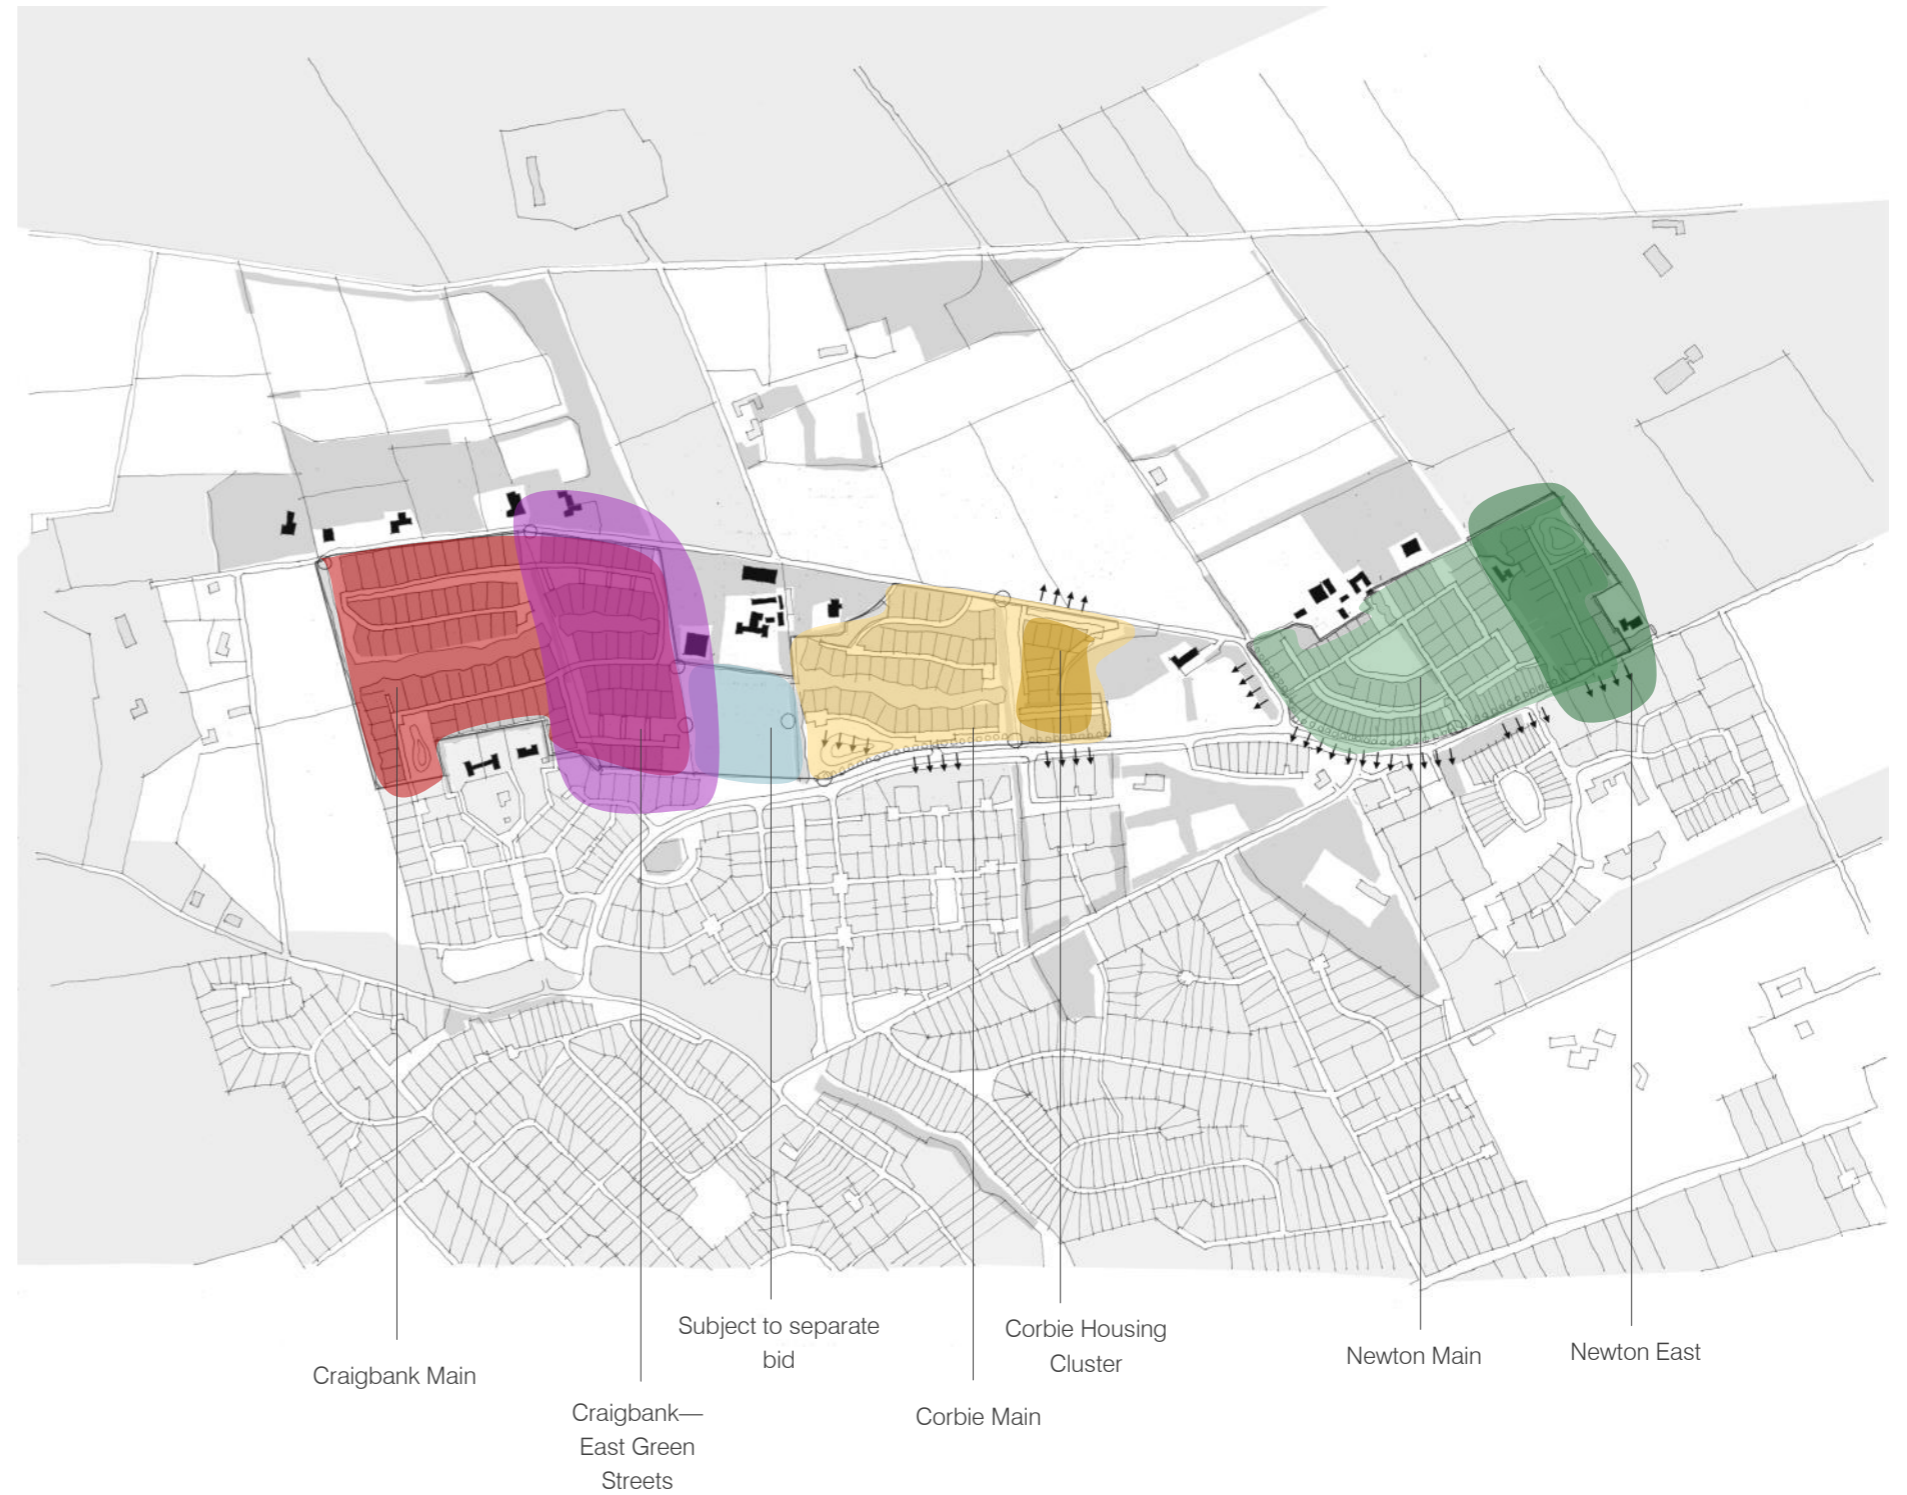 Craigbank Main
Craigbank—
East Green
Streets
Subject to separate
bid
Corbie Main
Corbie Housing
Cluster
Newton Main
Newton East